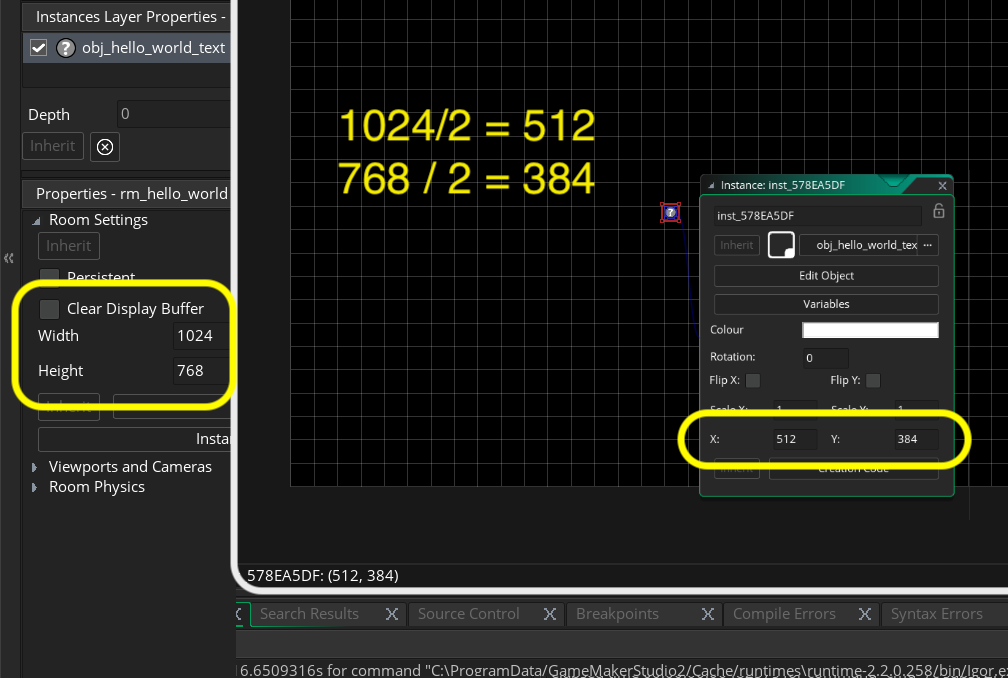 Instances Layer Properties -
obj_hello_world_text
Depth 0
Inherit
Properties - rm_hello_world
Room Settings
Inherit
Persistent
Clear Display Buffer
Width 1024
Height 768
Inherit
Insta
Viewports and Cameras
Room Physics
1024/2 = 512
768 / 2 = 384
Instance: inst_578EA5DF
inst_578EA5DF
Inherit obj_hello_world_tex ...
Edit Object
Variables
Colour
Rotation: 0
Flip X: Flip Y:
Scale X: 1 Scale Y: 1
X: 512 Y: 384
Inherit Creation Code
578EA5DF: (512, 384)
Search Results Source Control Breakpoints Compile Errors Syntax Errors
16.6509316s for command "C:\ProgramData/GameMakerStudio2/Cache/runtimes\runtime-2.2.0.258/bin/Igor.e